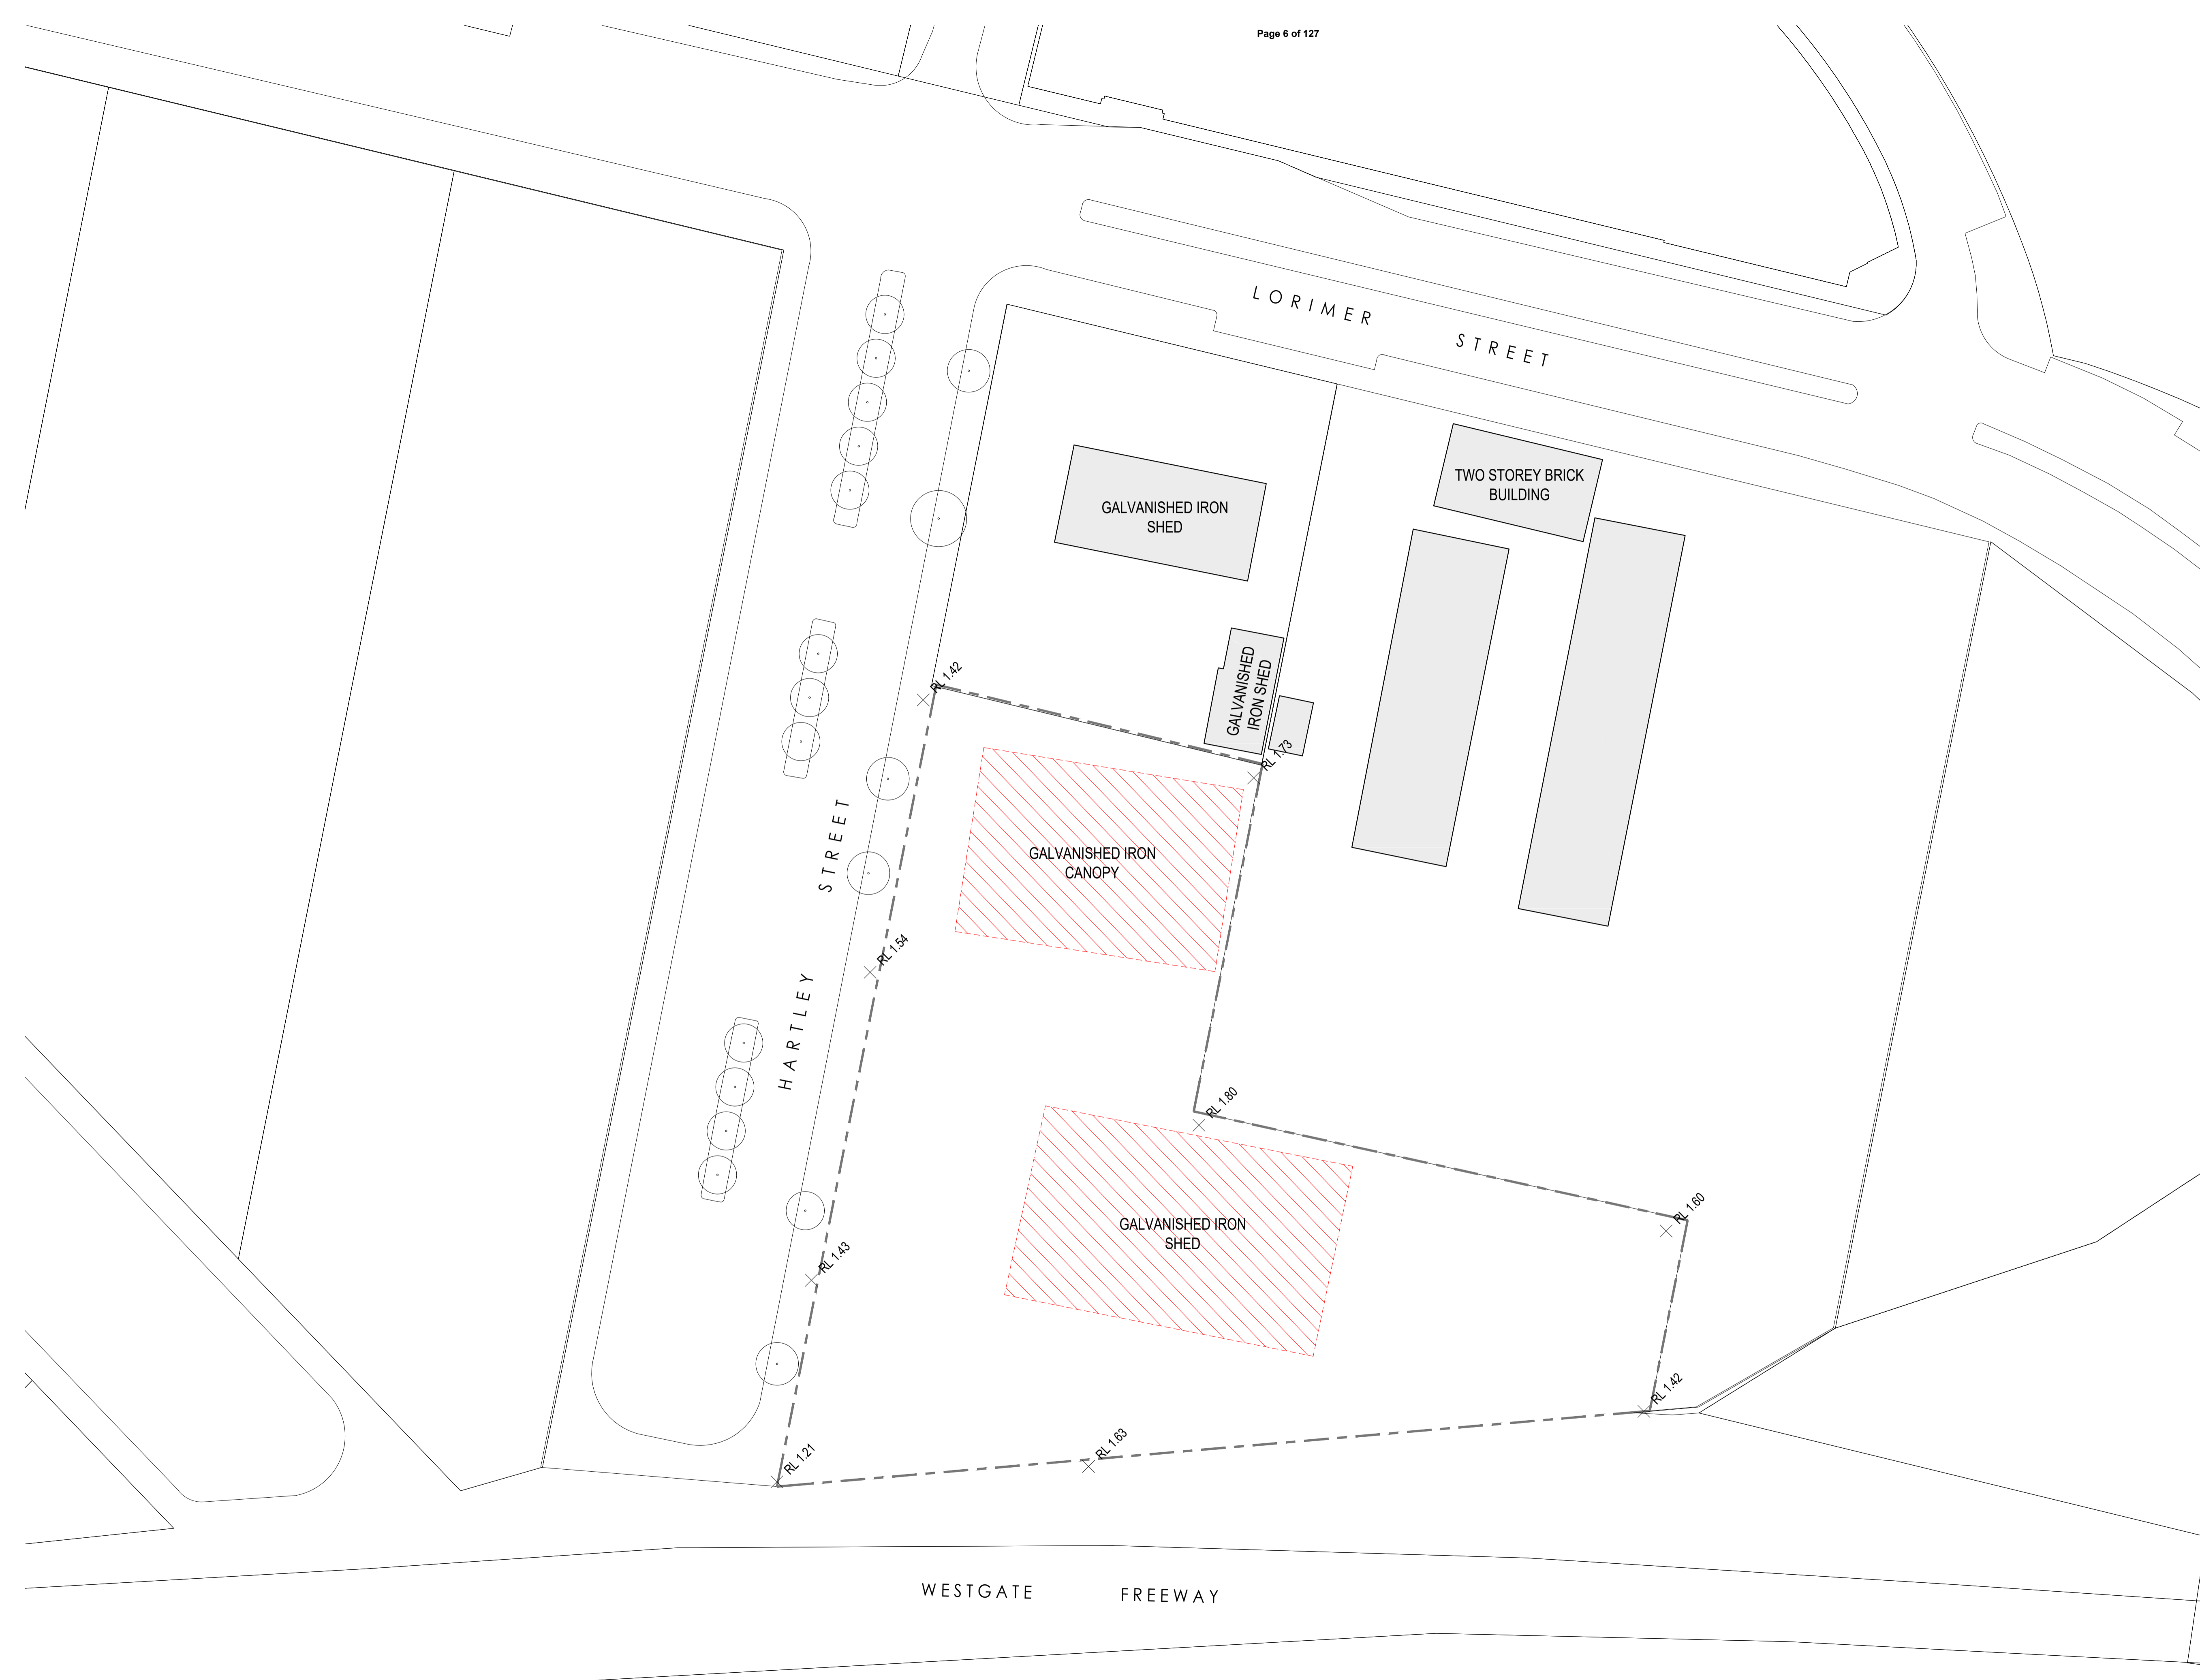 Page 6 of 127
LORIMER STREET
TWO STOREY BRICK
BUILDING
GALVANISHED IRON
SHED
GALVANISHED
IRON SHED
RL 1.42
RL 1.73
GALVANISHED IRON
CANOPY
HARTLEY STREET
RL 1.54
RL 1.80
RL 1.60
GALVANISHED IRON
SHED
RL 1.43
RL 1.42
RL 1.63
RL 1.21
WESTGATE FREEWAY